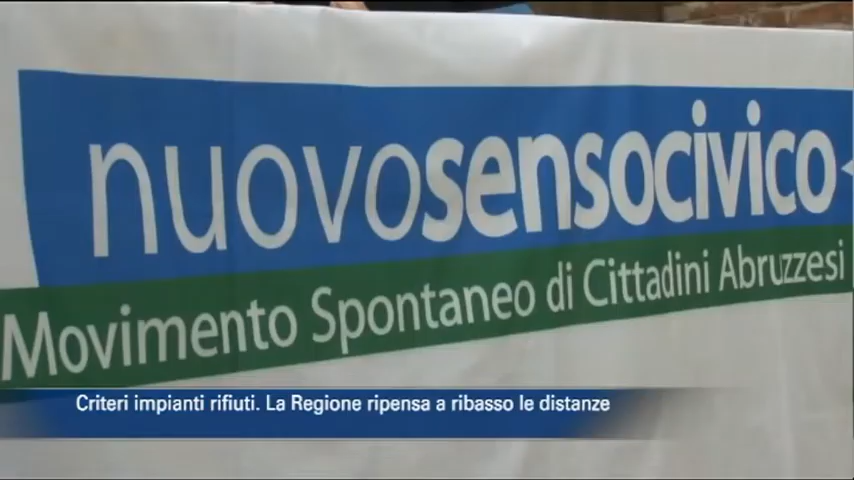 nuovosensocivico
Movimento Spontaneo di Cittadini Abruzzesi
Criteri impianti rifiuti. La Regione ripensa a ribasso le distanze